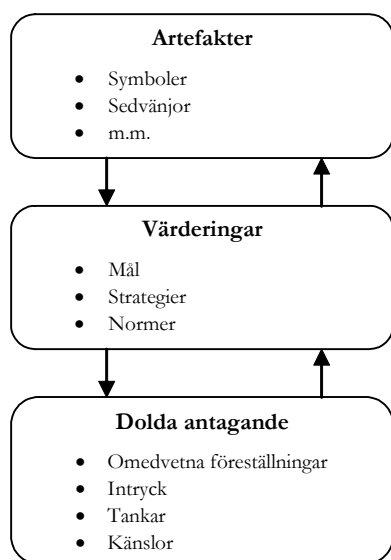 Artefakter
• Symboler
• Sedvänjor
• m.m.
Värderingar
• Mål
• Strategier
• Normer
Dolda antagande
• Omedvetna föreställningar
• Intryck
• Tankar
• Känslor